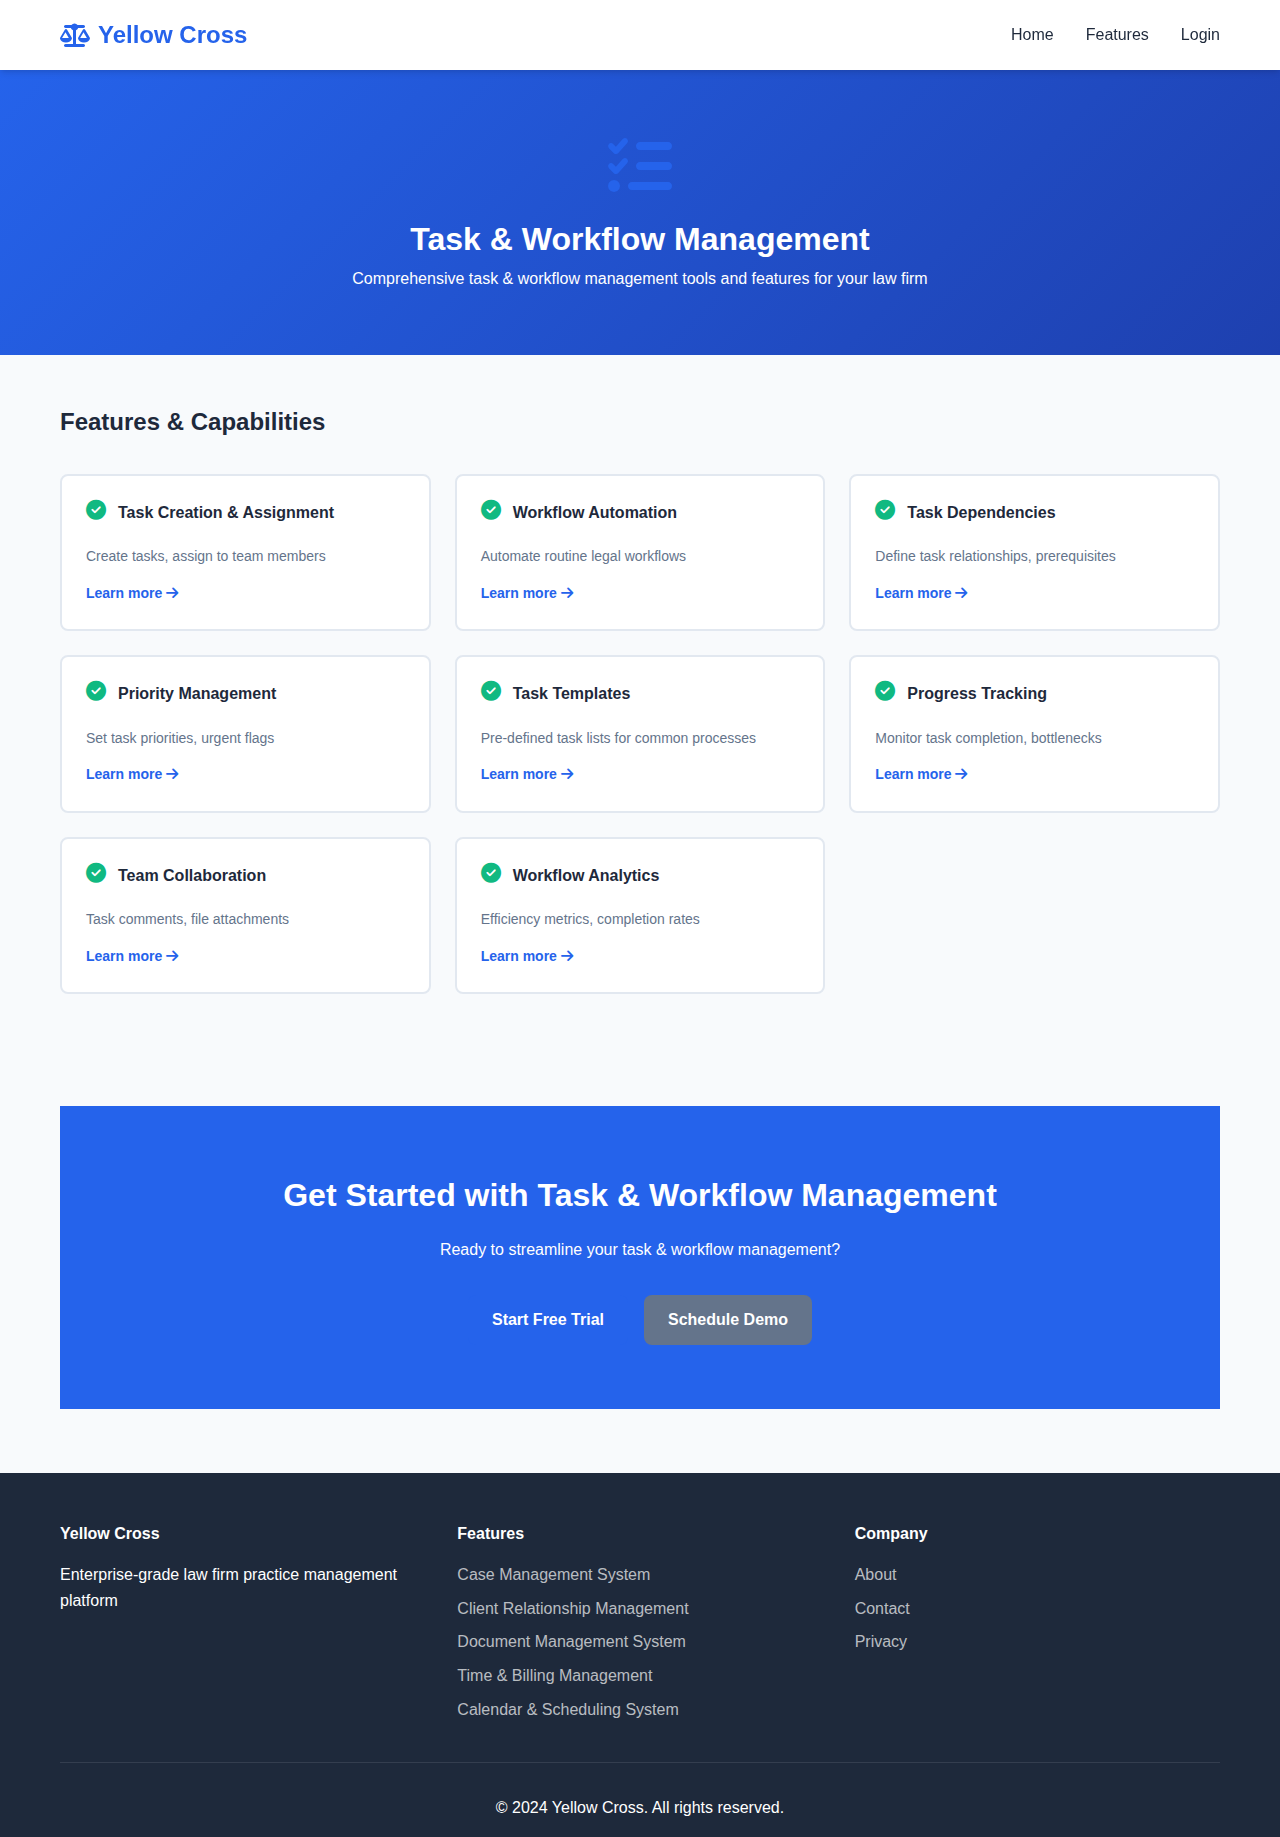 Yellow Cross
Home Features Login
Task & Workflow Management
Comprehensive task & workflow management tools and features for your law firm
Features & Capabilities
Task Creation & Assignment
Create tasks, assign to team members
Learn more
Workflow Automation
Automate routine legal workflows
Learn more
Task Dependencies
Define task relationships, prerequisites
Learn more
Priority Management
Set task priorities, urgent flags
Learn more
Task Templates
Pre-defined task lists for common processes
Learn more
Progress Tracking
Monitor task completion, bottlenecks
Learn more
Team Collaboration
Task comments, file attachments
Learn more
Workflow Analytics
Efficiency metrics, completion rates
Learn more
Get Started with Task & Workflow Management
Ready to streamline your task & workflow management?
Start Free Trial
Schedule Demo
Yellow Cross
Enterprise-grade law firm practice management
platform
Features
Case Management System
Client Relationship Management
Document Management System
Time & Billing Management
Calendar & Scheduling System
Company
About
Contact
Privacy
© 2024 Yellow Cross. All rights reserved.